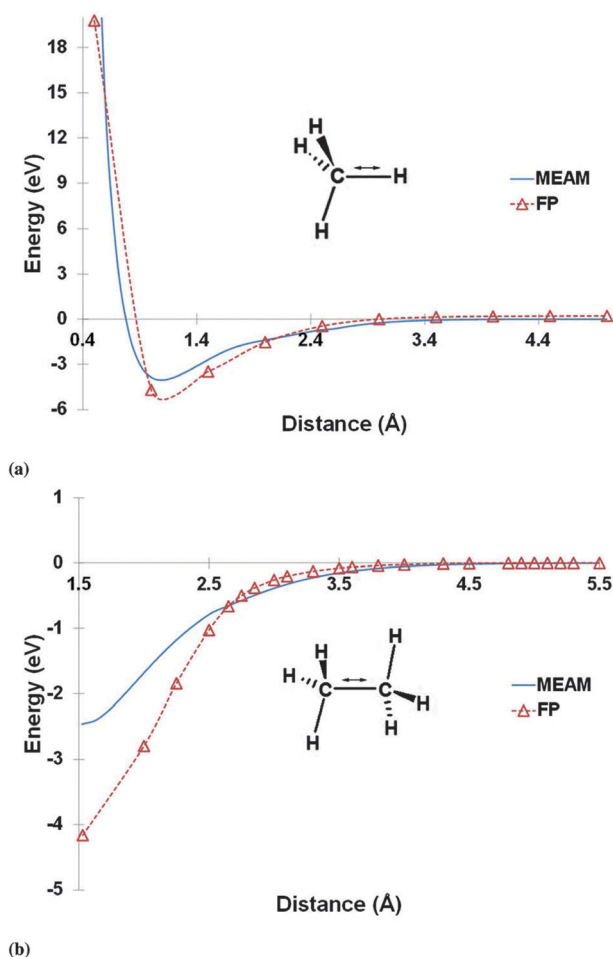 18
15
12
9
6
3
0
-3
-6
0.4
1.4
2.4
3.4
4.4
Energy (eV)
Distance (Å)
H
H
C
H
H
MEAM
FP
(a)
1
0
-1
-2
-3
-4
-5
1.5
2.5
3.5
4.5
5.5
Energy (eV)
Distance (Å)
H
H
H
C
C
H
H
H
MEAM
FP
(b)